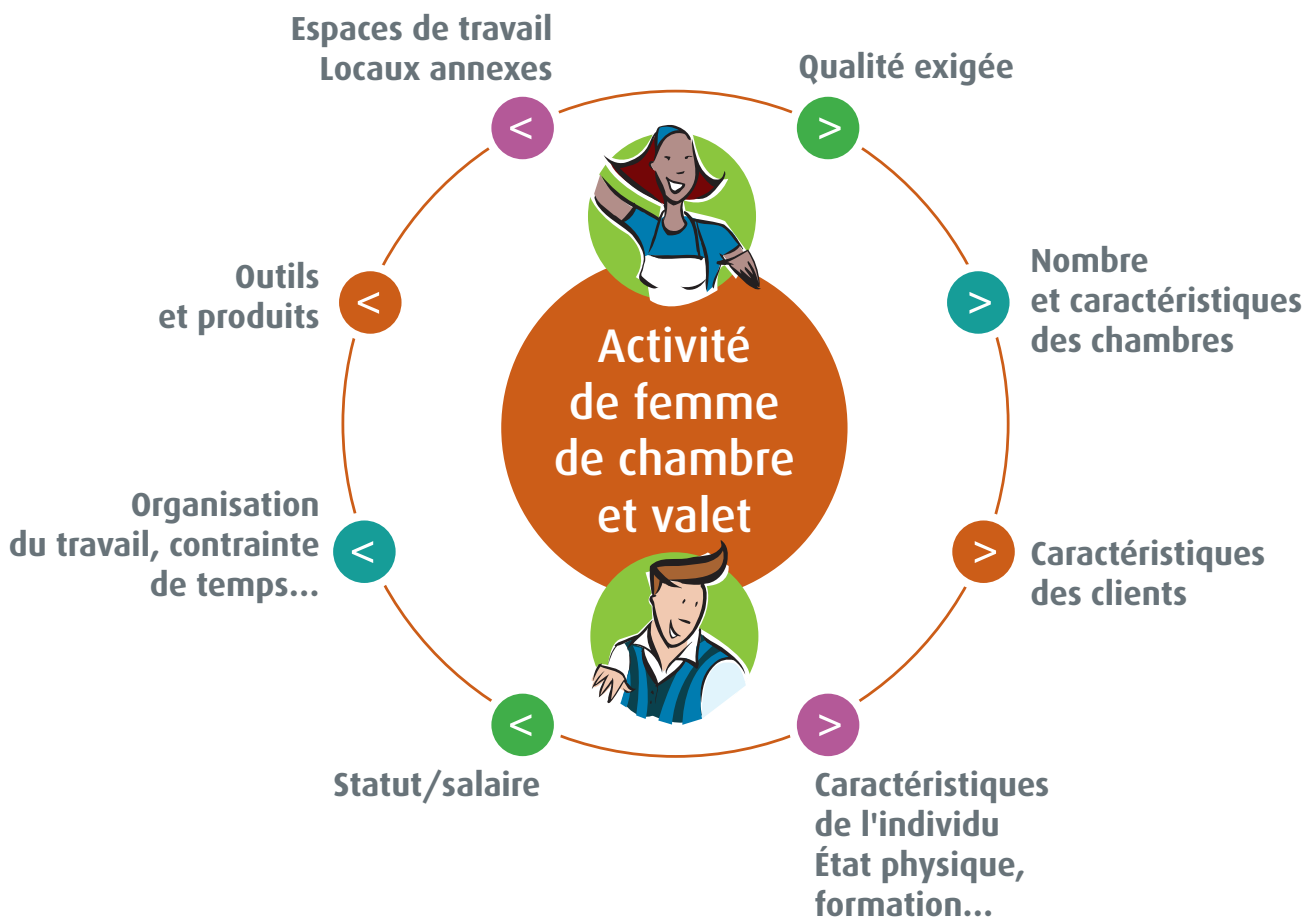 Espaces de travail
Locaux annexes
<
Qualité exigée
>
Outils
et produits
<
Nombre
et caractéristiques
des chambres
>
Activité
de femme
de chambre
et valet
Organisation
du travail, contrainte
de temps...
<
Caractéristiques
des clients
>
Statut/salaire
<
Caractéristiques
de l'individu
État physique,
formation...
>